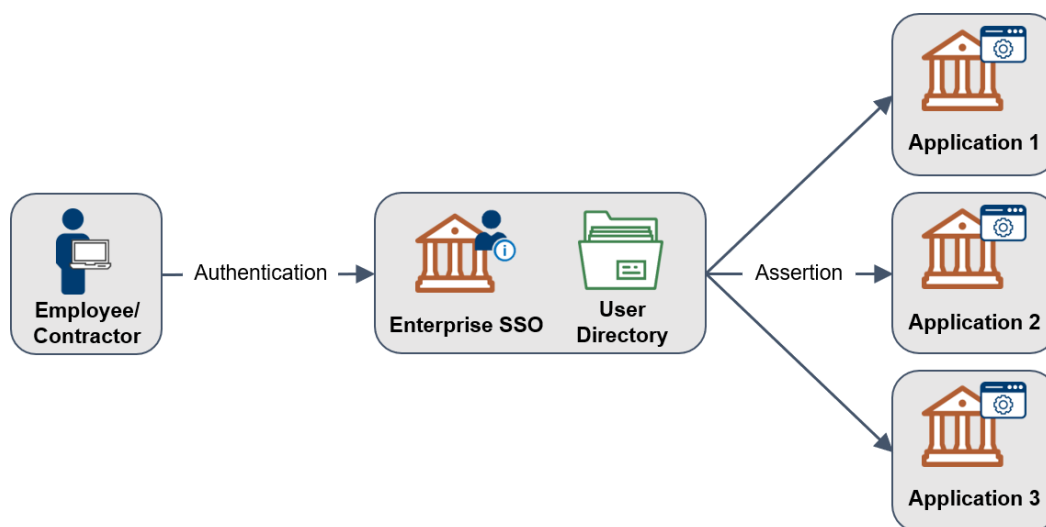 Employee/
Contractor
Authentication
Enterprise SSO
User
Directory
Assertion
Application 1
Application 2
Application 3